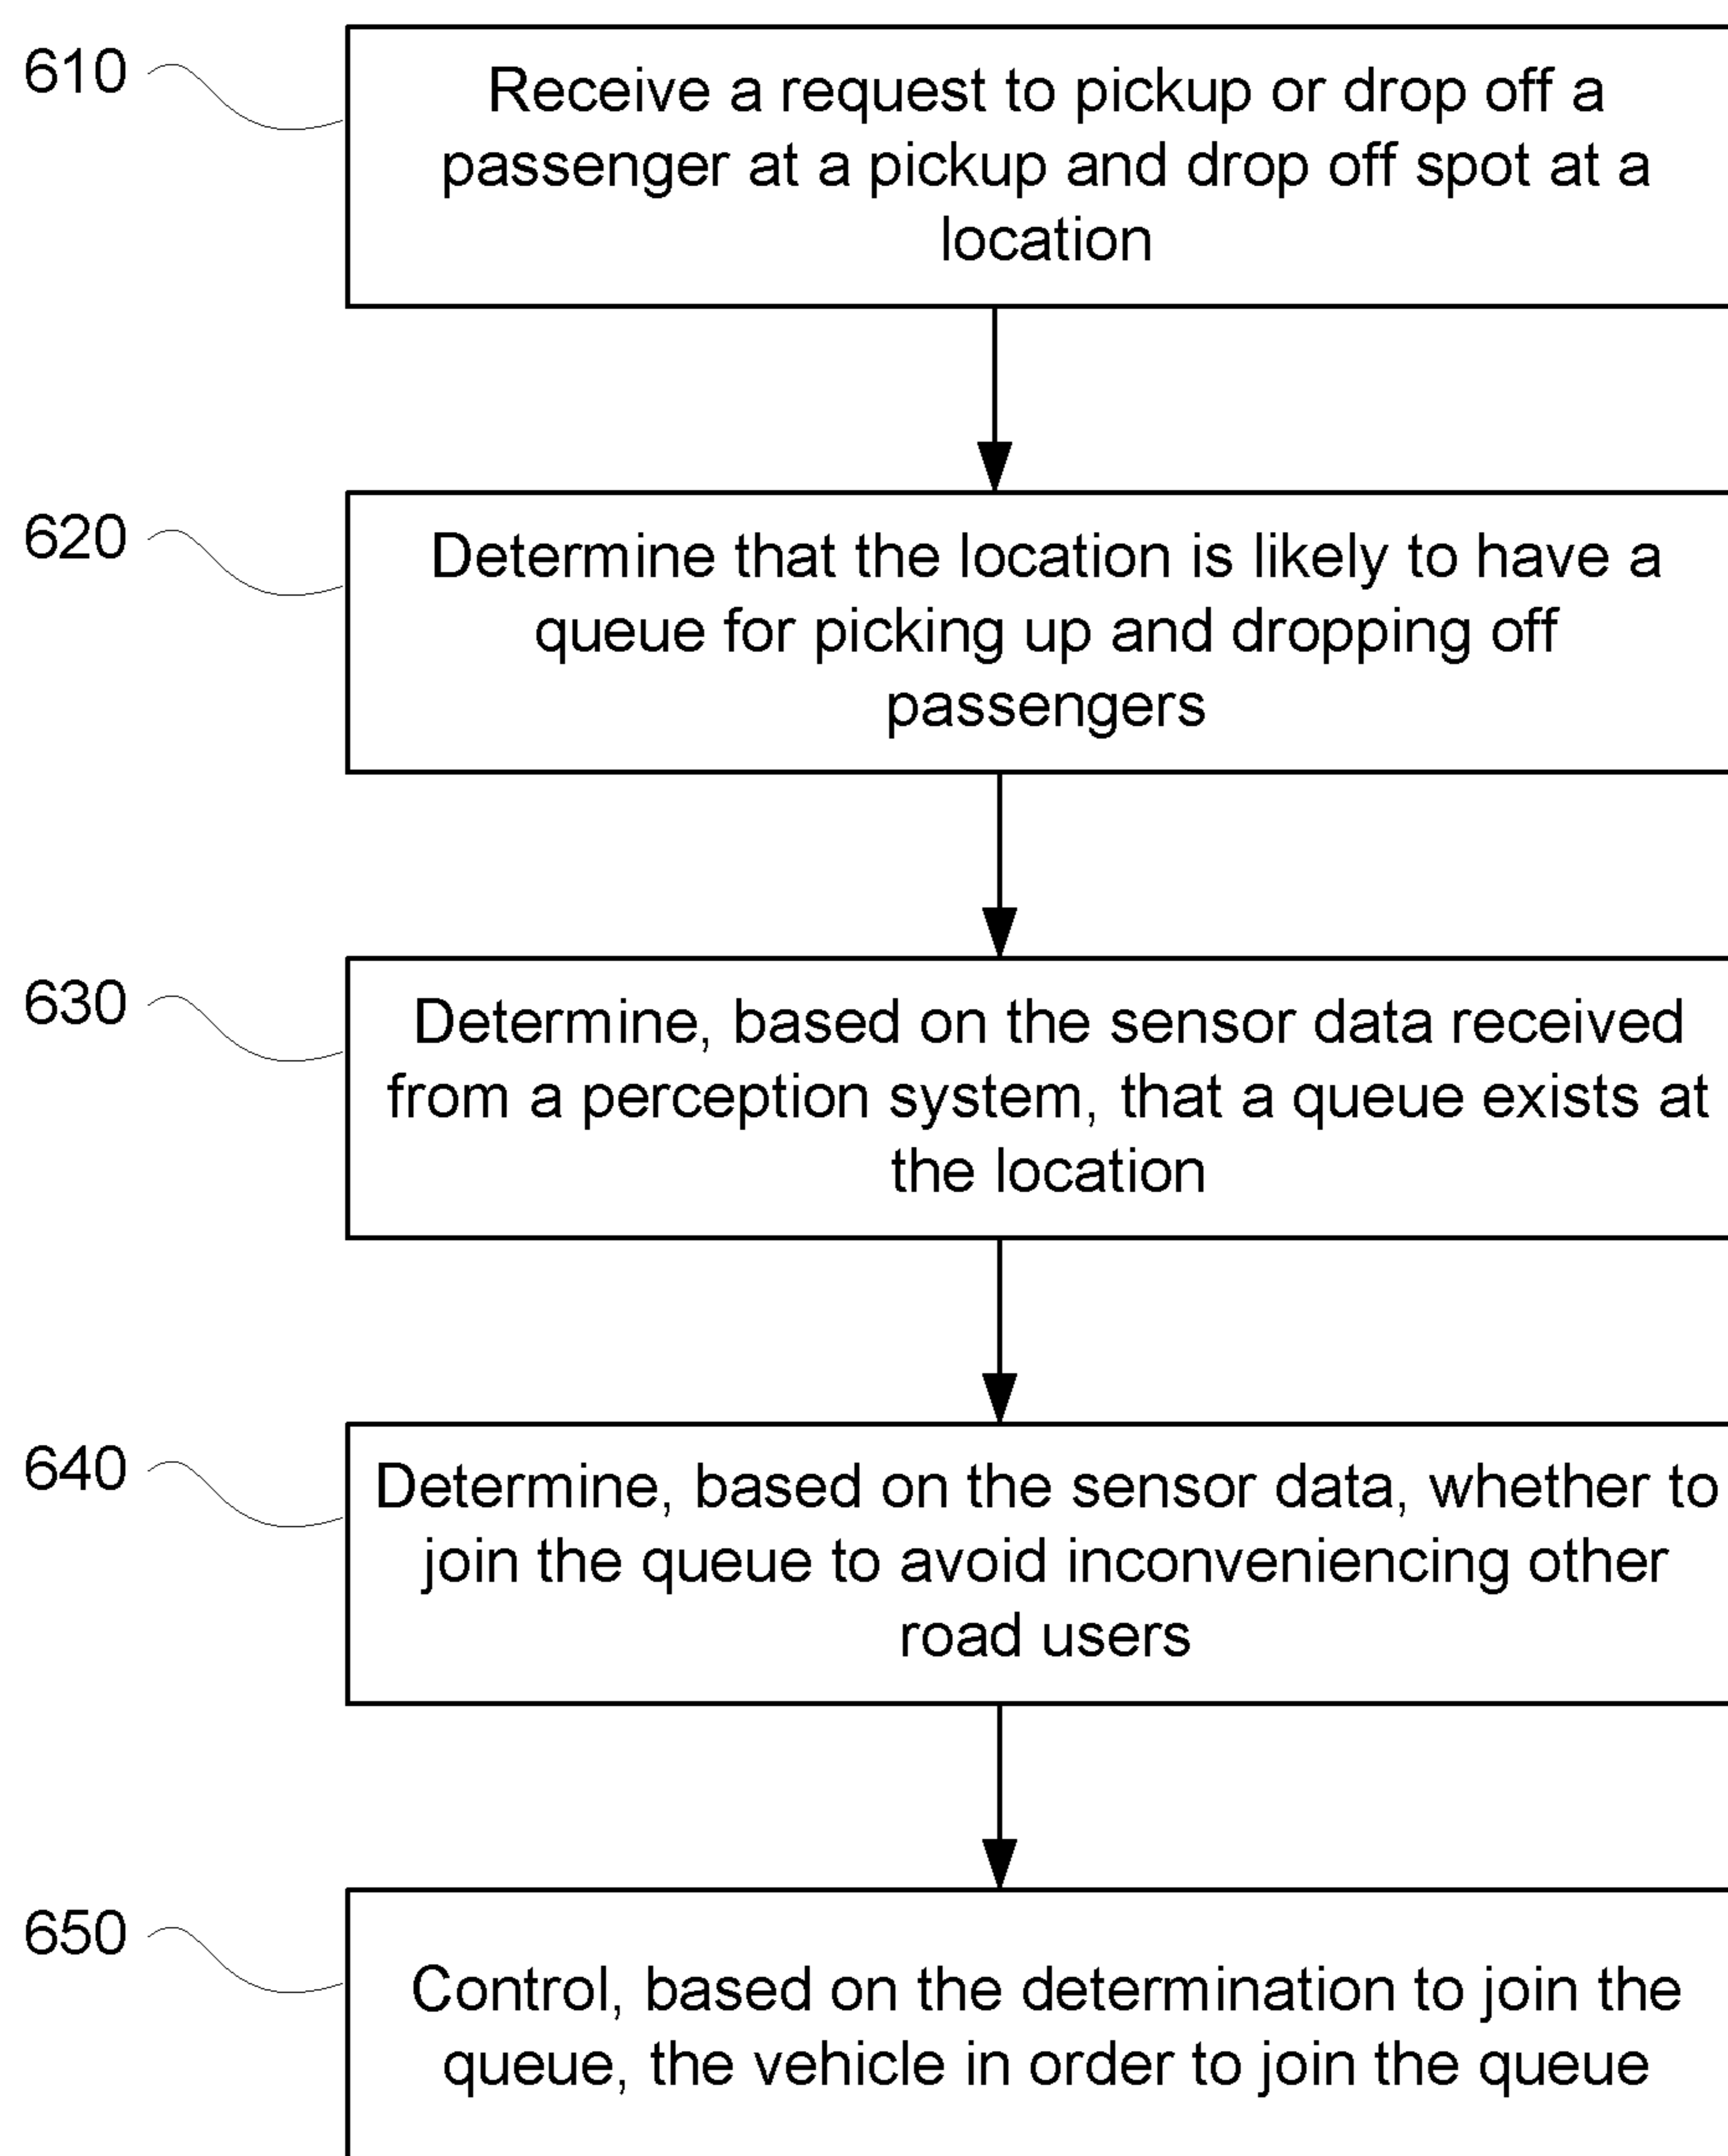 610
Receive a request to pickup or drop off a
passenger at a pickup and drop off spot at a
location
620
Determine that the location is likely to have a
queue for picking up and dropping off
passengers
630
Determine, based on the sensor data received
from a perception system, that a queue exists at
the location
640
Determine, based on the sensor data, whether to
join the queue to avoid inconveniencing other
road users
650
Control, based on the determination to join the
queue, the vehicle in order to join the queue